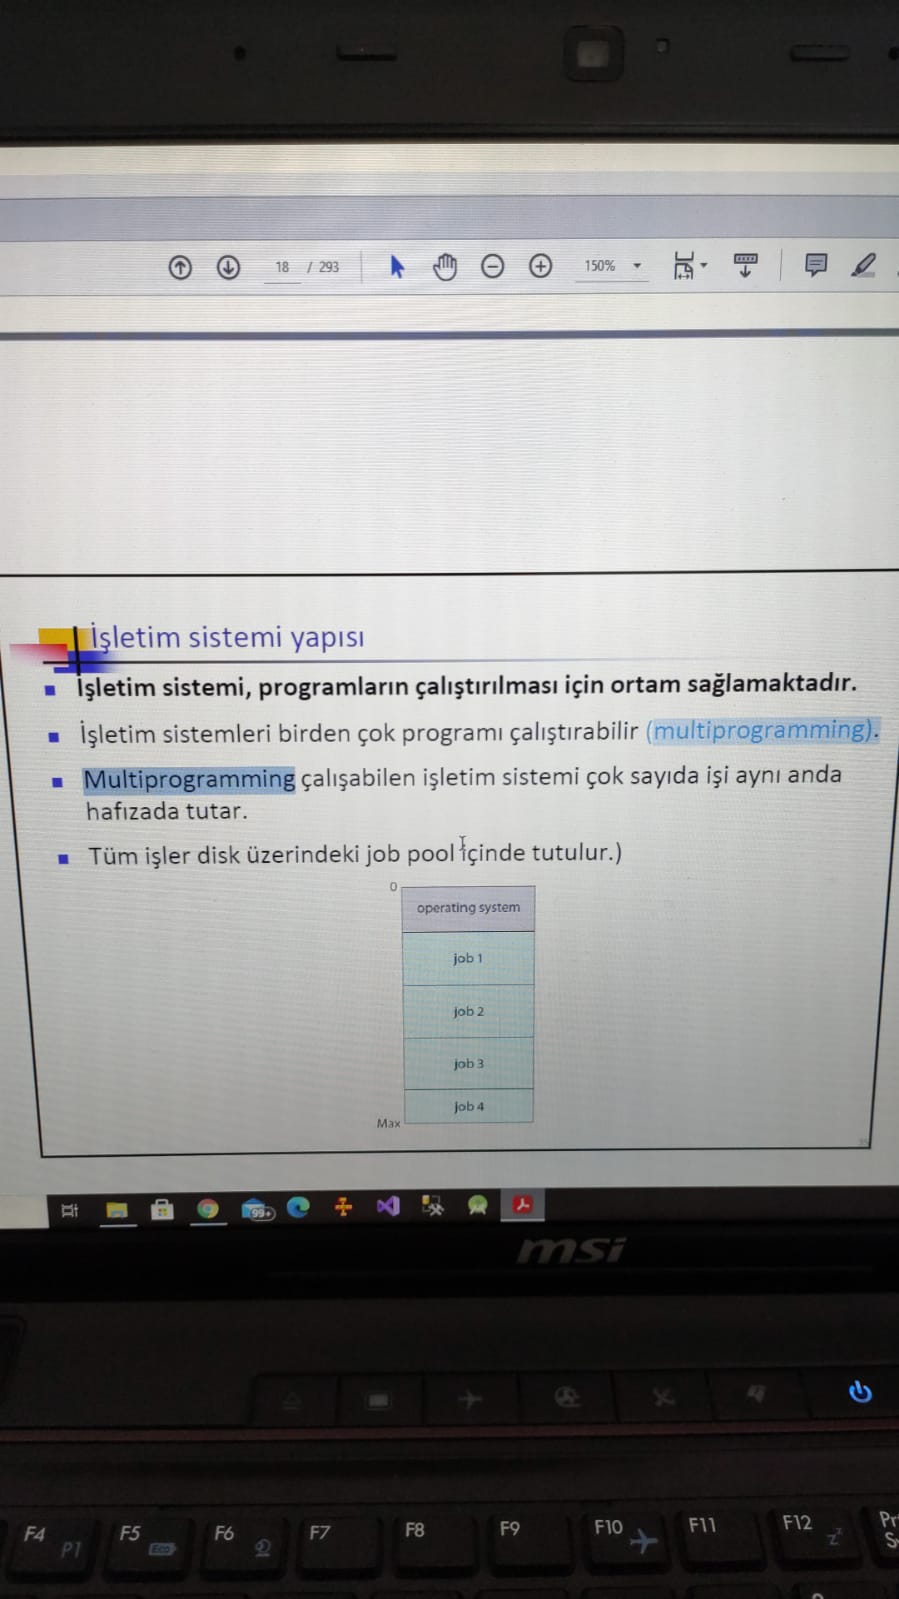 18 / 293
150%
İşletim sistemi yapısı
İşletim sistemi, programların çalıştırılması için ortam sağlamaktadır.
İşletim sistemleri birden çok programı çalıştırabilir (multiprogramming).
Multiprogramming çalışabilen işletim sistemi çok sayıda işi aynı anda
hafızada tutar.
Tüm işler disk üzerindeki job pool içinde tutulur.)
0
operating system
job 1
job 2
job 3
job 4
Max
99+
msi
F4 P1 F5 Eco F6 F7 F8 F9 F10 F11 F12 zz